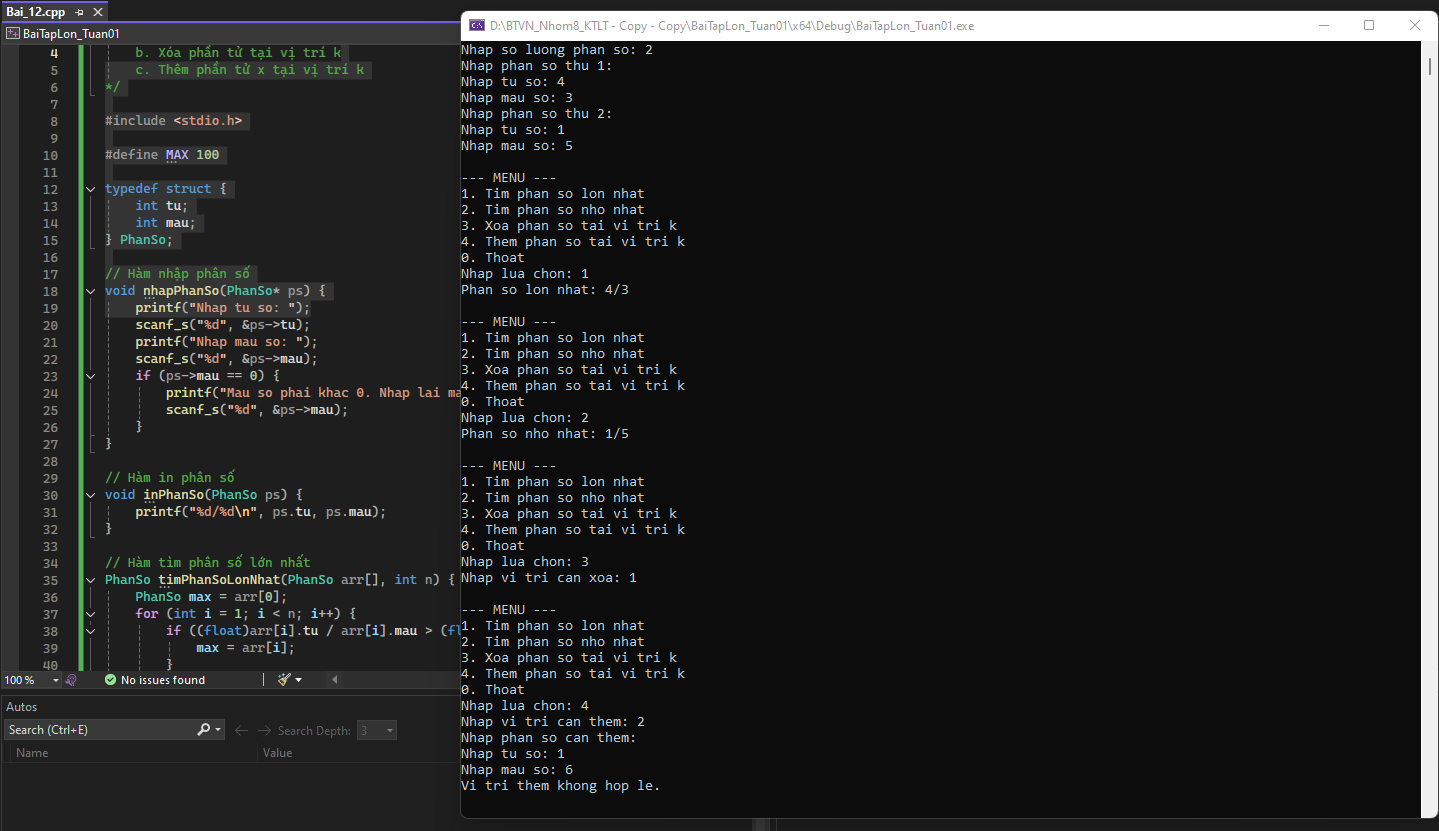 Bai_12.cpp
BaiTapLon_Tuan01
4 b. Xóa phần tử tại vị trí k
5 c. Thêm phần tử x tại vị trí k
6 */
7
8 #include <stdio.h>
9
10 #define MAX 100
11
12 typedef struct {
13 int tu;
14 int mau;
15 } PhanSo;
16
17 // Hàm nhập phân số
18 void nhapPhanSo(PhanSo* ps) {
19 printf("Nhap tu so: ");
20 scanf_s("%d", &ps->tu);
21 printf("Nhap mau so: ");
22 scanf_s("%d", &ps->mau);
23 if (ps->mau == 0) {
24 printf("Mau so phai khac 0. Nhap lai ma
25 scanf_s("%d", &ps->mau);
26 }
27 }
28
29 // Hàm in phân số
30 void inPhanSo(PhanSo ps) {
31 printf("%d/%d\n", ps.tu, ps.mau);
32 }
33
34 // Hàm tìm phân số lớn nhất
35 PhanSo timPhanSoLonNhat(PhanSo arr[], int n) {
36 PhanSo max = arr[0];
37 for (int i = 1; i < n; i++) {
38 if ((float)arr[i].tu / arr[i].mau > (fl
39 max = arr[i];
40 }
100 %
No issues found
Autos
Search (Ctrl+E)
Search Depth: 3
Name Value
D:\BTVN_Nhom8_KTLT - Copy - Copy\BaiTapLon_Tuan01\x64\Debug\BaiTapLon_Tuan01.exe
Nhap so luong phan so: 2
Nhap phan so thu 1:
Nhap tu so: 4
Nhap mau so: 3
Nhap phan so thu 2:
Nhap tu so: 1
Nhap mau so: 5
--- MENU ---
1. Tim phan so lon nhat
2. Tim phan so nho nhat
3. Xoa phan so tai vi tri k
4. Them phan so tai vi tri k
0. Thoat
Nhap lua chon: 1
Phan so lon nhat: 4/3
--- MENU ---
1. Tim phan so lon nhat
2. Tim phan so nho nhat
3. Xoa phan so tai vi tri k
4. Them phan so tai vi tri k
0. Thoat
Nhap lua chon: 2
Phan so nho nhat: 1/5
--- MENU ---
1. Tim phan so lon nhat
2. Tim phan so nho nhat
3. Xoa phan so tai vi tri k
4. Them phan so tai vi tri k
0. Thoat
Nhap lua chon: 3
Nhap vi tri can xoa: 1
--- MENU ---
1. Tim phan so lon nhat
2. Tim phan so nho nhat
3. Xoa phan so tai vi tri k
4. Them phan so tai vi tri k
0. Thoat
Nhap lua chon: 4
Nhap vi tri can them: 2
Nhap phan so can them:
Nhap tu so: 1
Nhap mau so: 6
Vi tri them khong hop le.